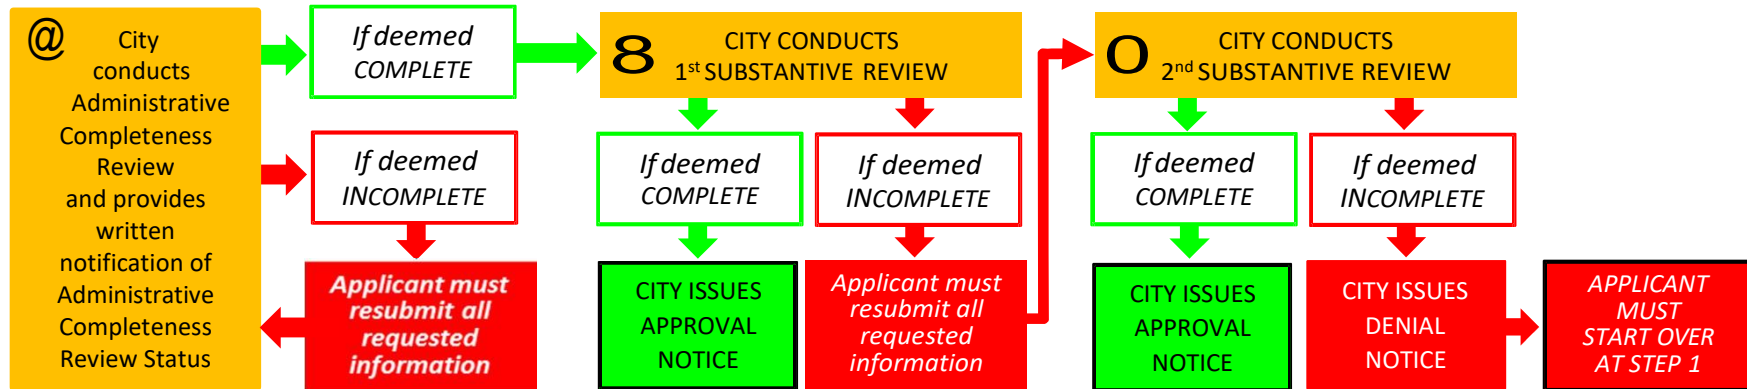 @ City
conducts
Administrative
Completeness
Review
and provides
written
notification of
Administrative
Completeness
Review Status
If deemed
COMPLETE
If deemed
INCOMPLETE
Applicant must
resubmit all
requested
information
8 CITY CONDUCTS
1st SUBSTANTIVE REVIEW
If deemed
COMPLETE
CITY ISSUES
APPROVAL
NOTICE
If deemed
INCOMPLETE
Applicant must
resubmit all
requested
information
0 CITY CONDUCTS
2nd SUBSTANTIVE REVIEW
If deemed
COMPLETE
CITY ISSUES
APPROVAL
NOTICE
If deemed
INCOMPLETE
CITY ISSUES
DENIAL
NOTICE
APPLICANT
MUST
START OVER
AT STEP 1